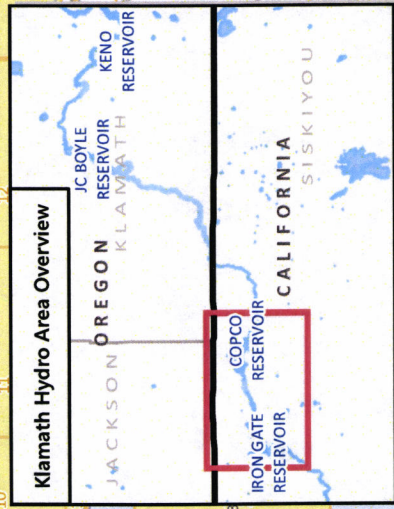 Klamath Hydro Area Overview
KENO
RESERVOIR
JC BOYLE
RESERVOIR
KLAMATH
OREGON
JACKSON
SISKIYOU
CALIFORNIA
COPCO
RESERVOIR
IRON GATE
RESERVOIR